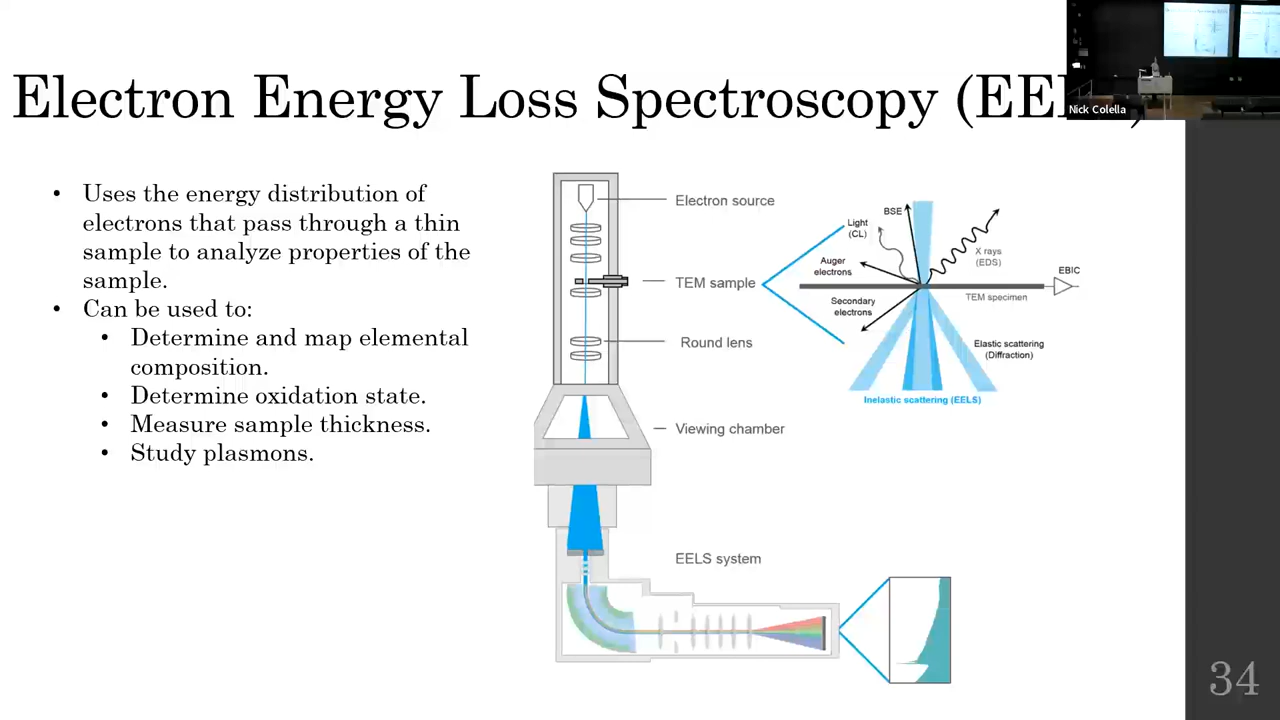 Electron Energy Loss Spectroscopy (EEL
Nick Colella
• Uses the energy distribution of
electrons that pass through a thin
sample to analyze properties of the
sample.
• Can be used to:
• Determine and map elemental
composition.
• Determine oxidation state.
• Measure sample thickness.
• Study plasmons.
Electron source
TEM sample
Round lens
Viewing chamber
EELS system
BSE
Light
(CL)
X rays
(EDS)
Auger
electrons
EBIC
Secondary
electrons
TEM specimen
Elastic scattering
(Diffraction)
Inelastic scattering (EELS)
34